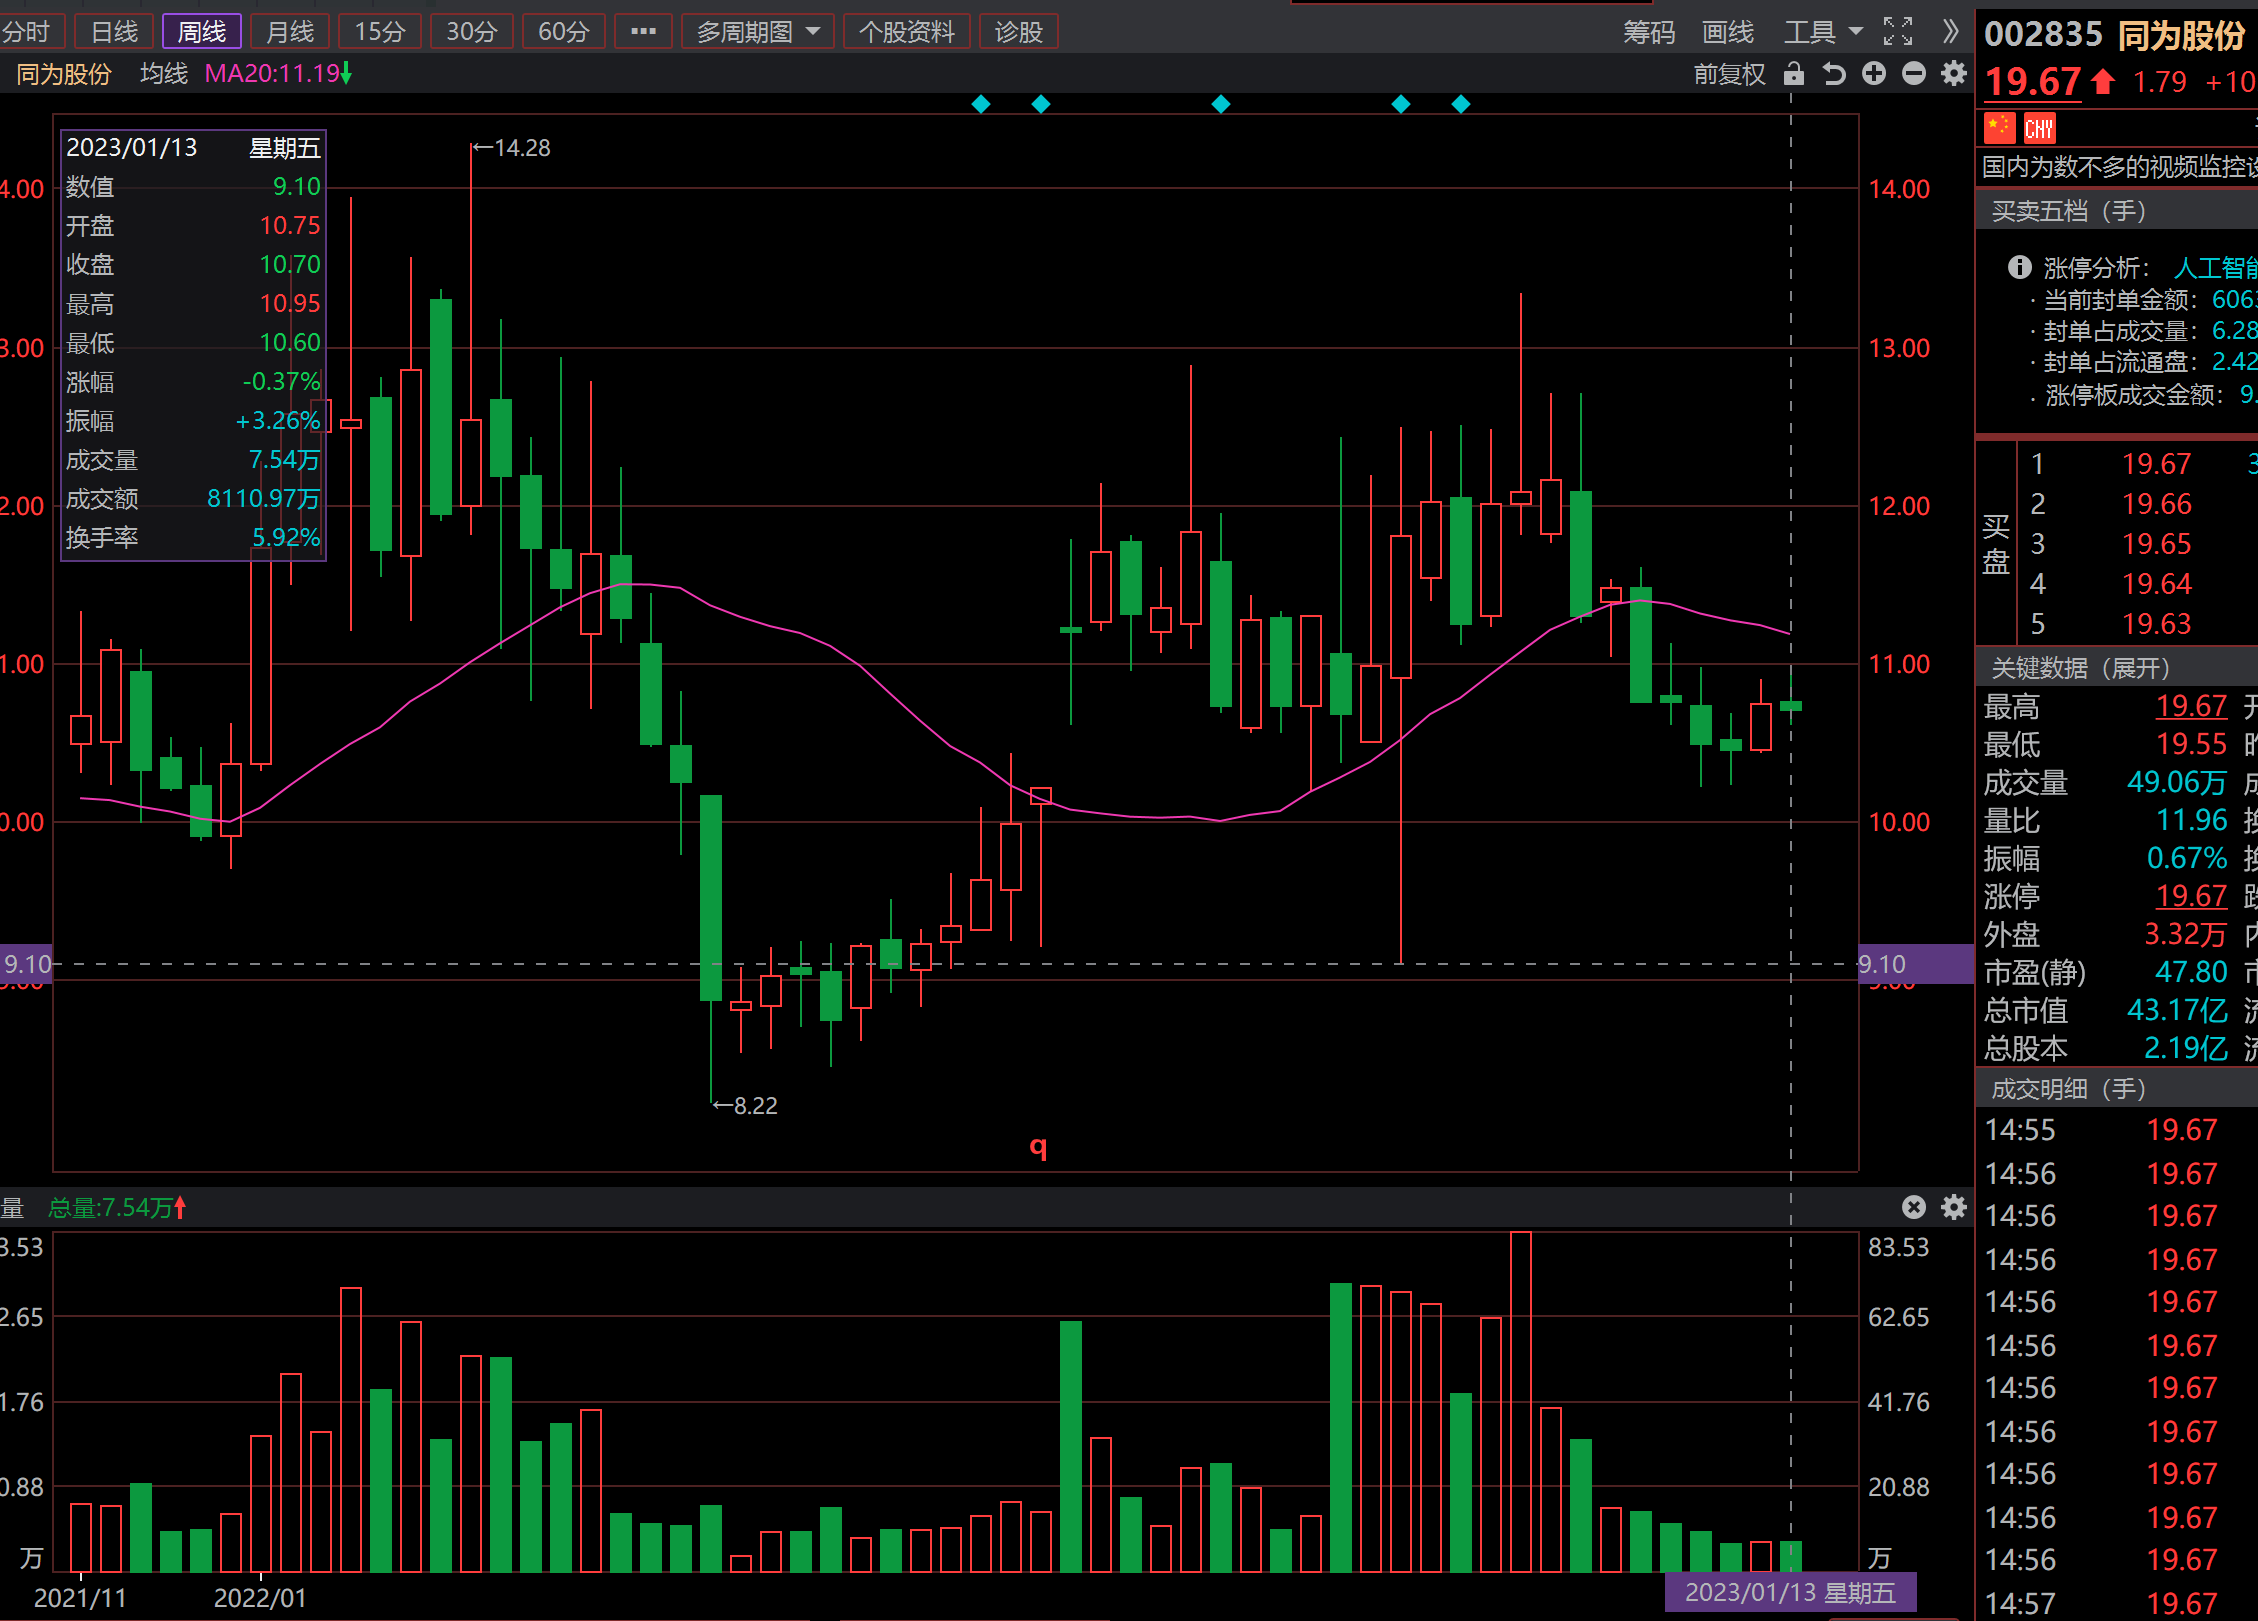 分时 日线 周线 月线 15分 30分 60分 ··· 多周期图 个股资料 诊股 筹码 画线 工具
同为股份 均线 MA20:11.19 前复权
2023/01/13 星期五
数值 9.10
开盘 10.75
收盘 10.70
最高 10.95
最低 10.60
涨幅 -0.37%
振幅 +3.26%
成交量 7.54万
成交额 8110.97万
换手率 5.92%
←14.28
←8.22
q
4.00
3.00
2.00
1.00
0.00
9.10
14.00
13.00
12.00
11.00
10.00
9.10
量 总量:7.54万
3.53
2.65
1.76
0.88
万
83.53
62.65
41.76
20.88
万
2021/11 2022/01 2023/01/13 星期五
002835 同为股份
19.67 1.79 +10
CNY
国内为数不多的视频监控设
买卖五档（手）
涨停分析： 人工智能
· 当前封单金额： 6063
· 封单占成交量： 6.28
· 封单占流通盘： 2.42
· 涨停板成交金额： 9.
买盘
1 19.67 3
2 19.66
3 19.65
4 19.64
5 19.63
关键数据（展开）
最高 19.67 开
最低 19.55 昨
成交量 49.06万 成
量比 11.96 换
振幅 0.67% 换
涨停 19.67 跌
外盘 3.32万 内
市盈(静) 47.80 市
总市值 43.17亿 流
总股本 2.19亿 流
成交明细（手）
14:55 19.67
14:56 19.67
14:56 19.67
14:56 19.67
14:56 19.67
14:56 19.67
14:56 19.67
14:56 19.67
14:56 19.67
14:56 19.67
14:56 19.67
14:57 19.67